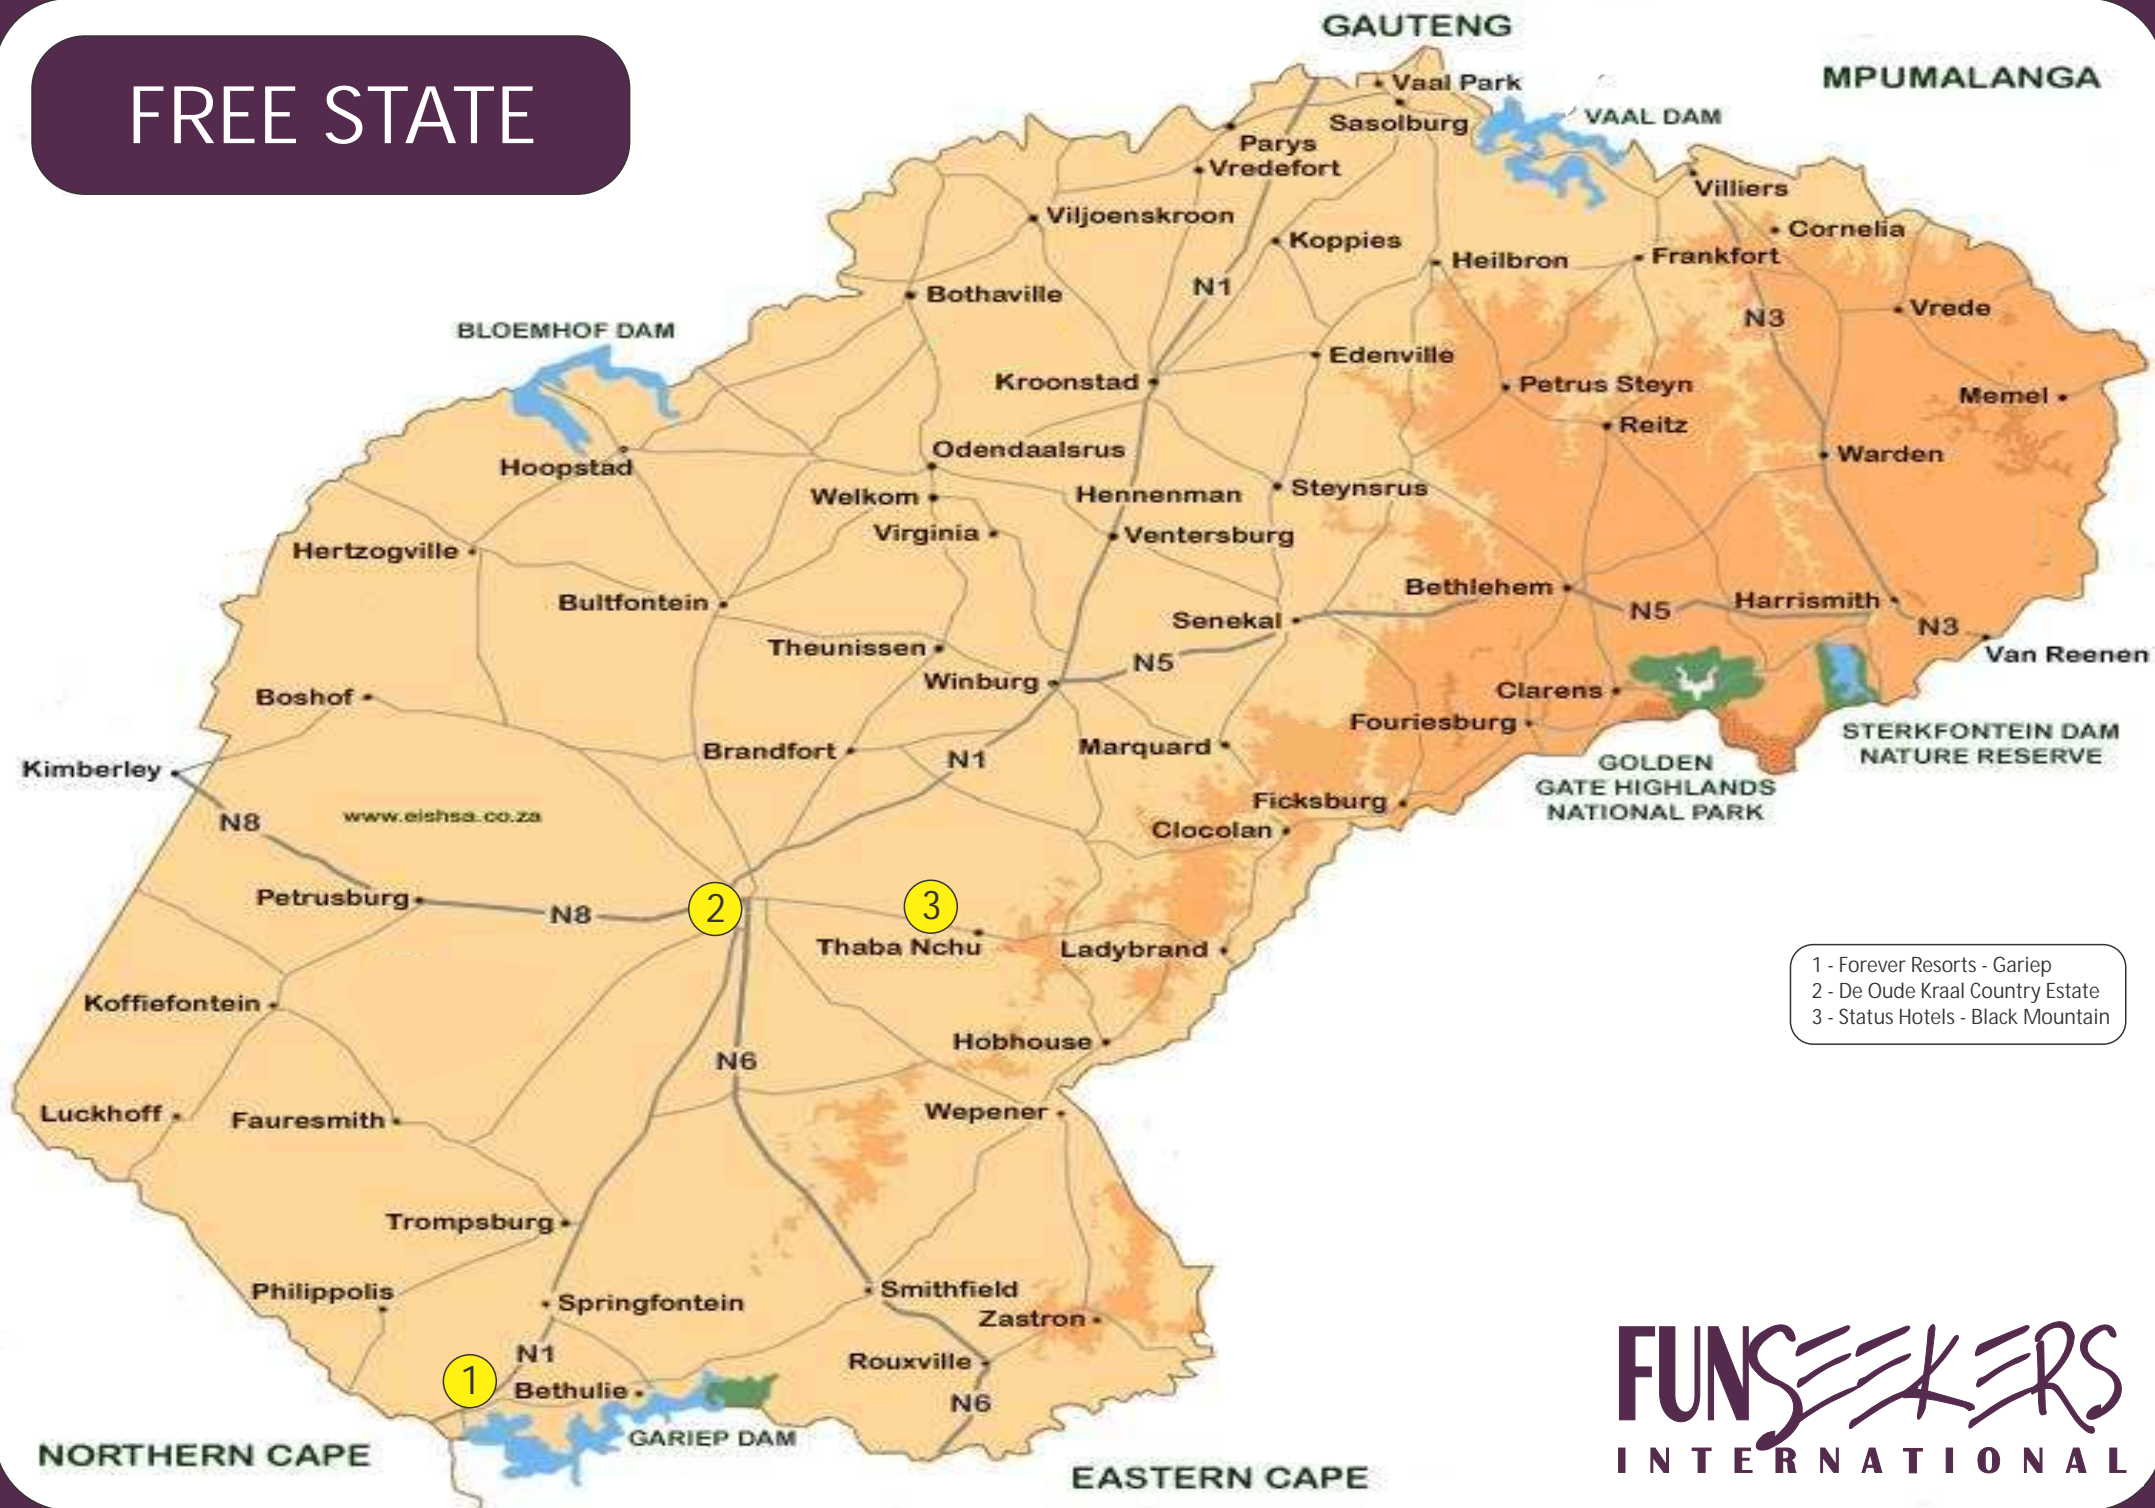 FREE STATE
GAUTENG
MPUMALANGA
Vaal Park
VAAL DAM
Sasolburg
Parys
Vredefort
Villiers
Viljoenskroon
Cornelia
Koppies
Heilbron
Frankfort
N1
Bothaville
Vrede
N3
BLOEMHOF DAM
Edenville
Kroonstad
Petrus Steyn
Memel
Reitz
Odendaalsrus
Warden
Hoopstad
Welkom
Hennenman
Steynsrus
Virginia
Ventersburg
Hertzogville
Bethlehem
Bultfontein
N5
Harrismith
Senekal
N3
Theunissen
Van Reenen
N5
Winburg
Clarens
Boshof
Fouriesburg
STERKFONTEIN DAM
NATURE RESERVE
Brandfort
N1
Marquard
GOLDEN
GATE HIGHLANDS
NATIONAL PARK
Kimberley
Ficksburg
www.eishsa.co.za
N8
Clocolan
Petrusburg
N8
2
3
Thaba Nchu
Ladybrand
1 - Forever Resorts - Gariep
2 - De Oude Kraal Country Estate
3 - Status Hotels - Black Mountain
Koffiefontein
Hobhouse
N6
Luckhoff
Fauresmith
Wepener
Trompsburg
Philippolis
Springfontein
Smithfield
Zastron
N1
Rouxville
1
Bethulie
N6
GARIEP DAM
NORTHERN CAPE
EASTERN CAPE
FUNSEEKERS
INTERNATIONAL